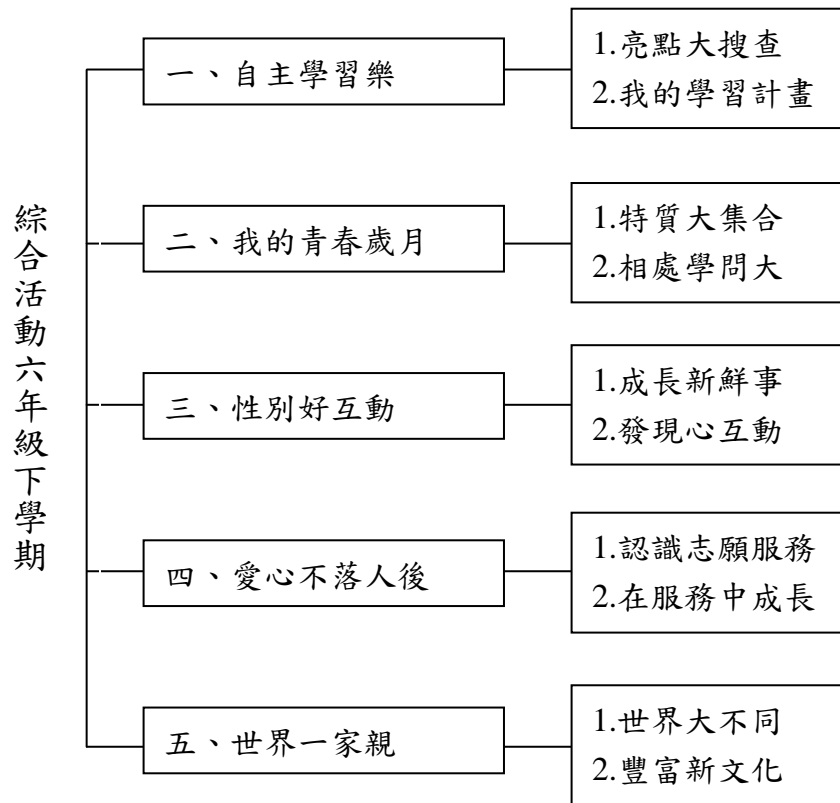 綜合活動六年級下學期
一、自主學習樂
1.亮點大搜查
2.我的學習計畫
二、我的青春歲月
1.特質大集合
2.相處學問大
三、性別好互動
1.成長新鮮事
2.發現心互動
四、愛心不落人後
1.認識志願服務
2.在服務中成長
五、世界一家親
1.世界大不同
2.豐富新文化